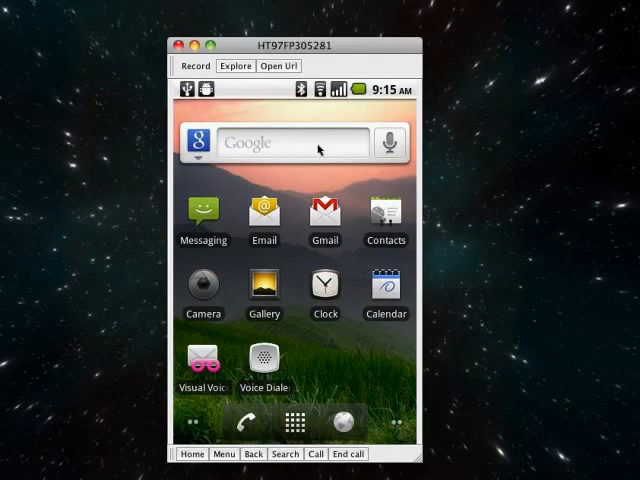 HT97FP305281
Record Explore Open Url
9:15 AM
8 Google
Messaging Email Gmail Contacts
Camera Gallery Clock Calendar
Visual Voic Voice Diale
Home Menu Back Search Call End call